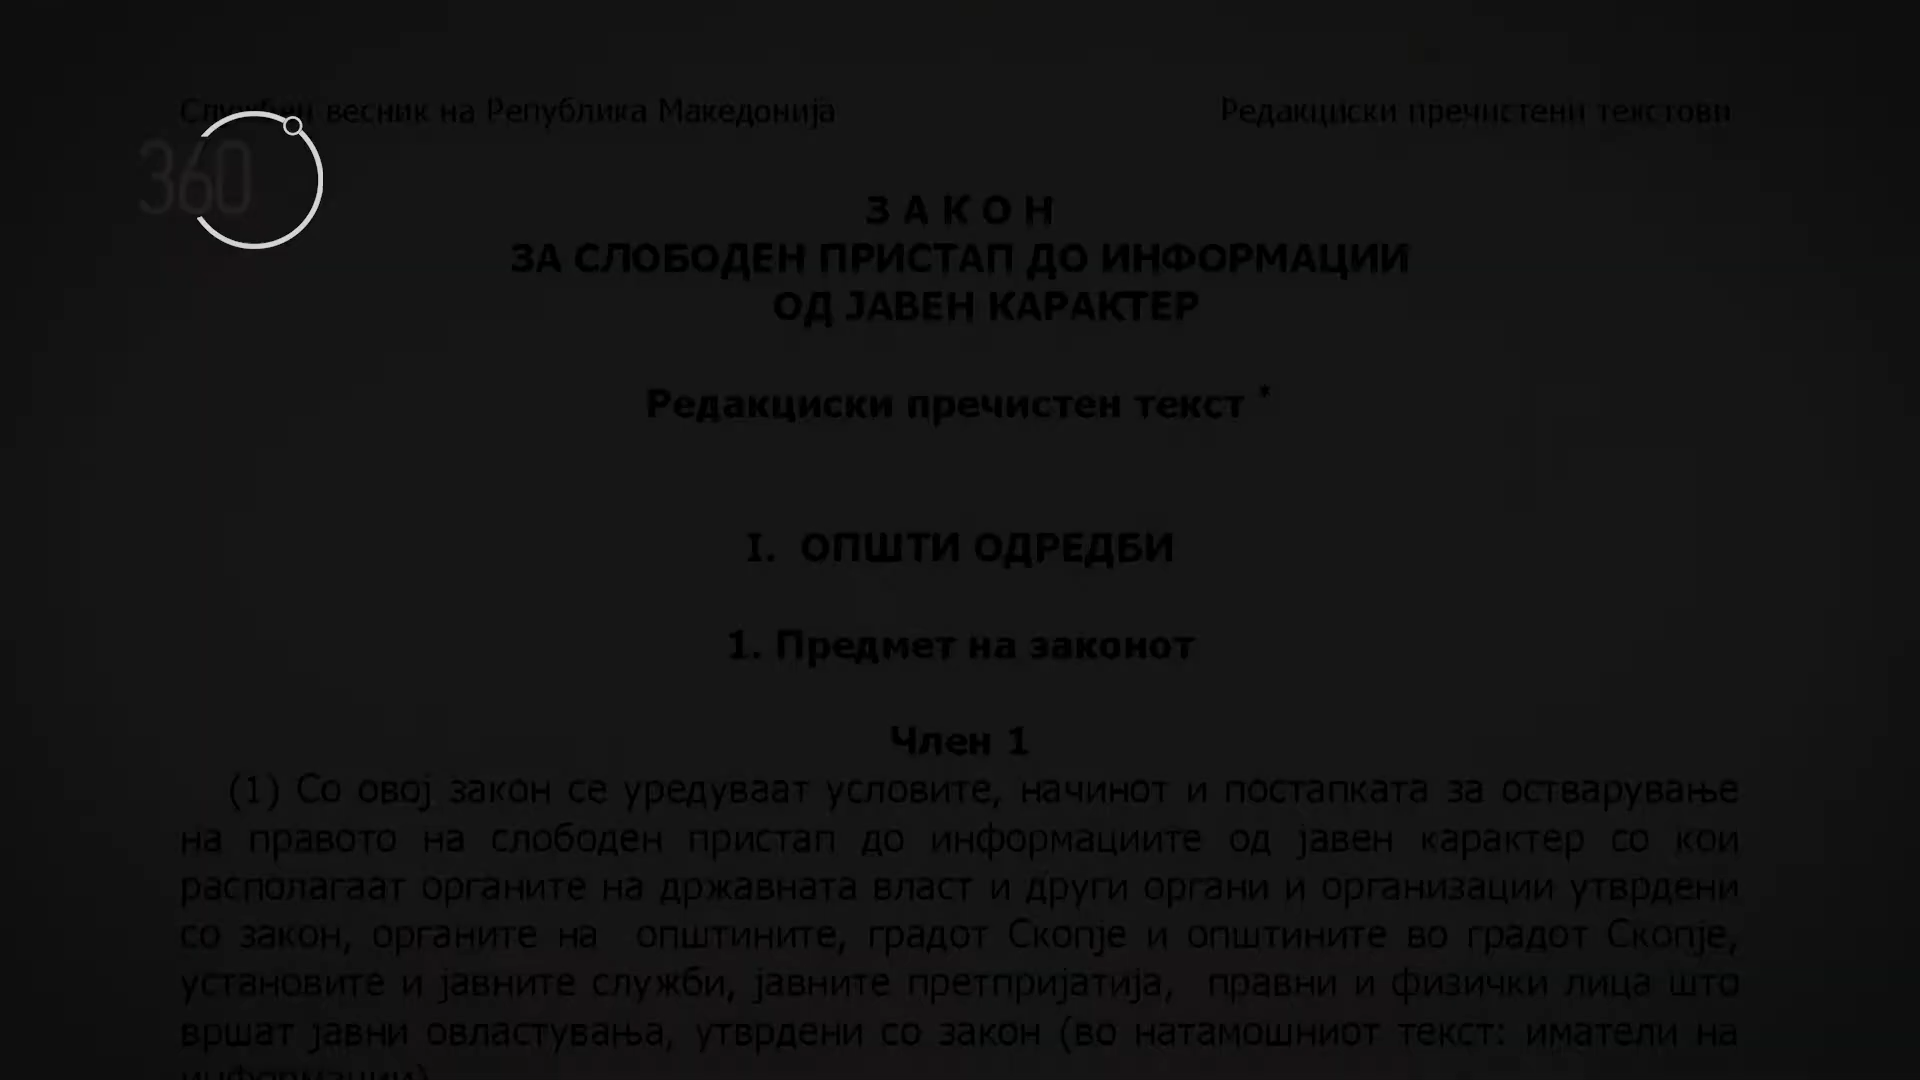 Службен весник на Република Македонија
Редакциски пречистени текстови
360
З А К О Н
ЗА СЛОБОДЕН ПРИСТАП ДО ИНФОРМАЦИИ
ОД ЈАВЕН КАРАКТЕР
Редакциски пречистен текст *
I. ОПШТИ ОДРЕДБИ
1. Предмет на законот
Член 1
(1) Со овој закон се уредуваат условите, начинот и постапката за остварување
на правото на слободен пристап до информациите од јавен карактер со кои
располагаат органите на државната власт и други органи и организации утврдени
со закон, органите на општините, градот Скопје и општините во градот Скопје,
установите и јавните служби, јавните претпријатија, правни и физички лица што
вршат јавни овластувања, утврдени со закон (во натамошниот текст: иматели на
информации)